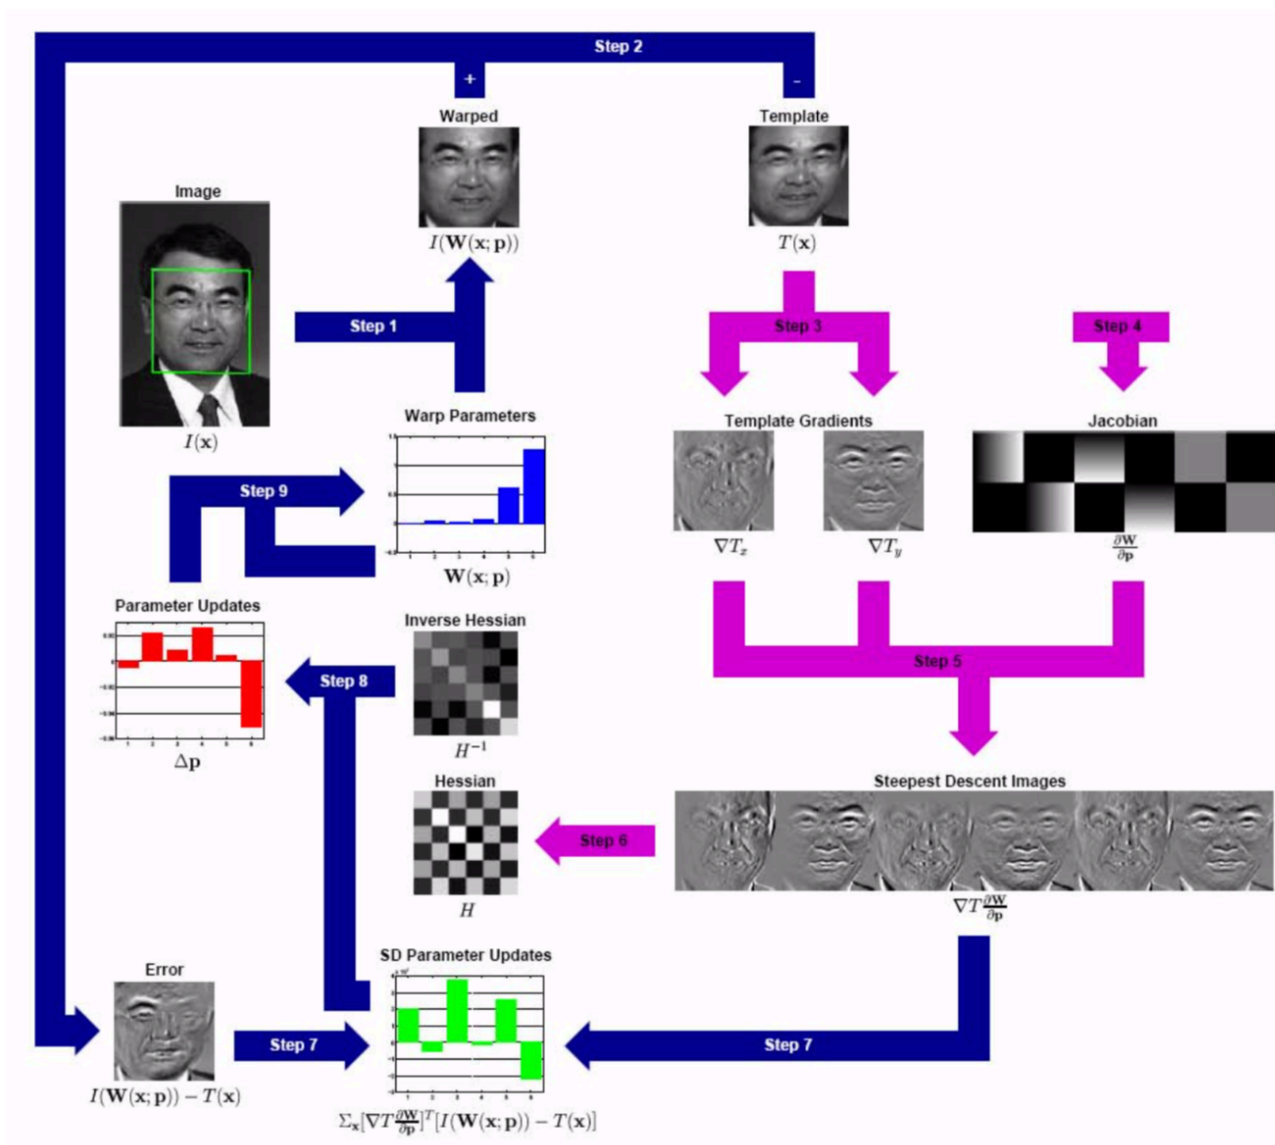 Step 2
+
-
Warped
Template
Image
I(W(x; p))
T(x)
Step 1
Step 3
Step 4
Warp Parameters
Template Gradients
Jacobian
I(x)
Step 9
∇T_x
∇T_y
∂W/∂p
W(x; p)
Parameter Updates
Inverse Hessian
Step 5
Step 8
H⁻¹
Δp
Hessian
Steepest Descent Images
Step 6
H
∇T ∂W/∂p
SD Parameter Updates
Error
Step 7
Step 7
I(W(x; p)) − T(x)
Σ_x[∇T ∂W/∂p]^T[I(W(x; p)) − T(x)]